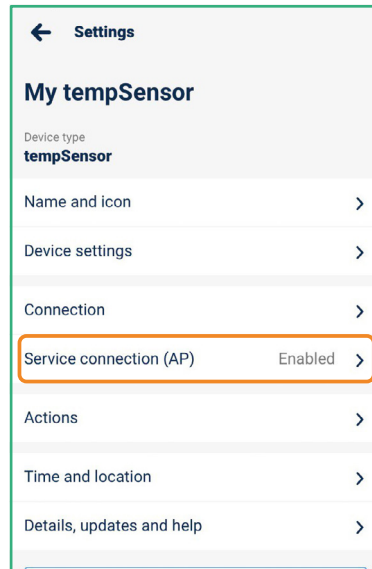 Settings
My tempSensor
Device type
tempSensor
Name and icon
Device settings
Connection
Service connection (AP) Enabled
Actions
Time and location
Details, updates and help